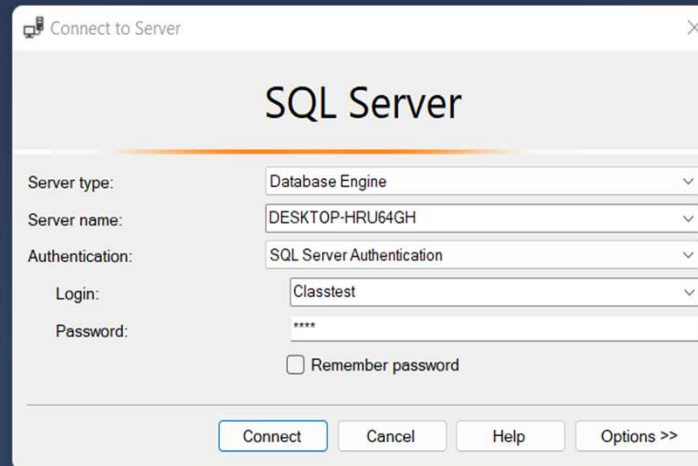 Connect to Server
SQL Server
Server type: Database Engine
Server name: DESKTOP-HRU64GH
Authentication: SQL Server Authentication
Login: Classtest
Password: ****
Remember password
Connect Cancel Help Options >>